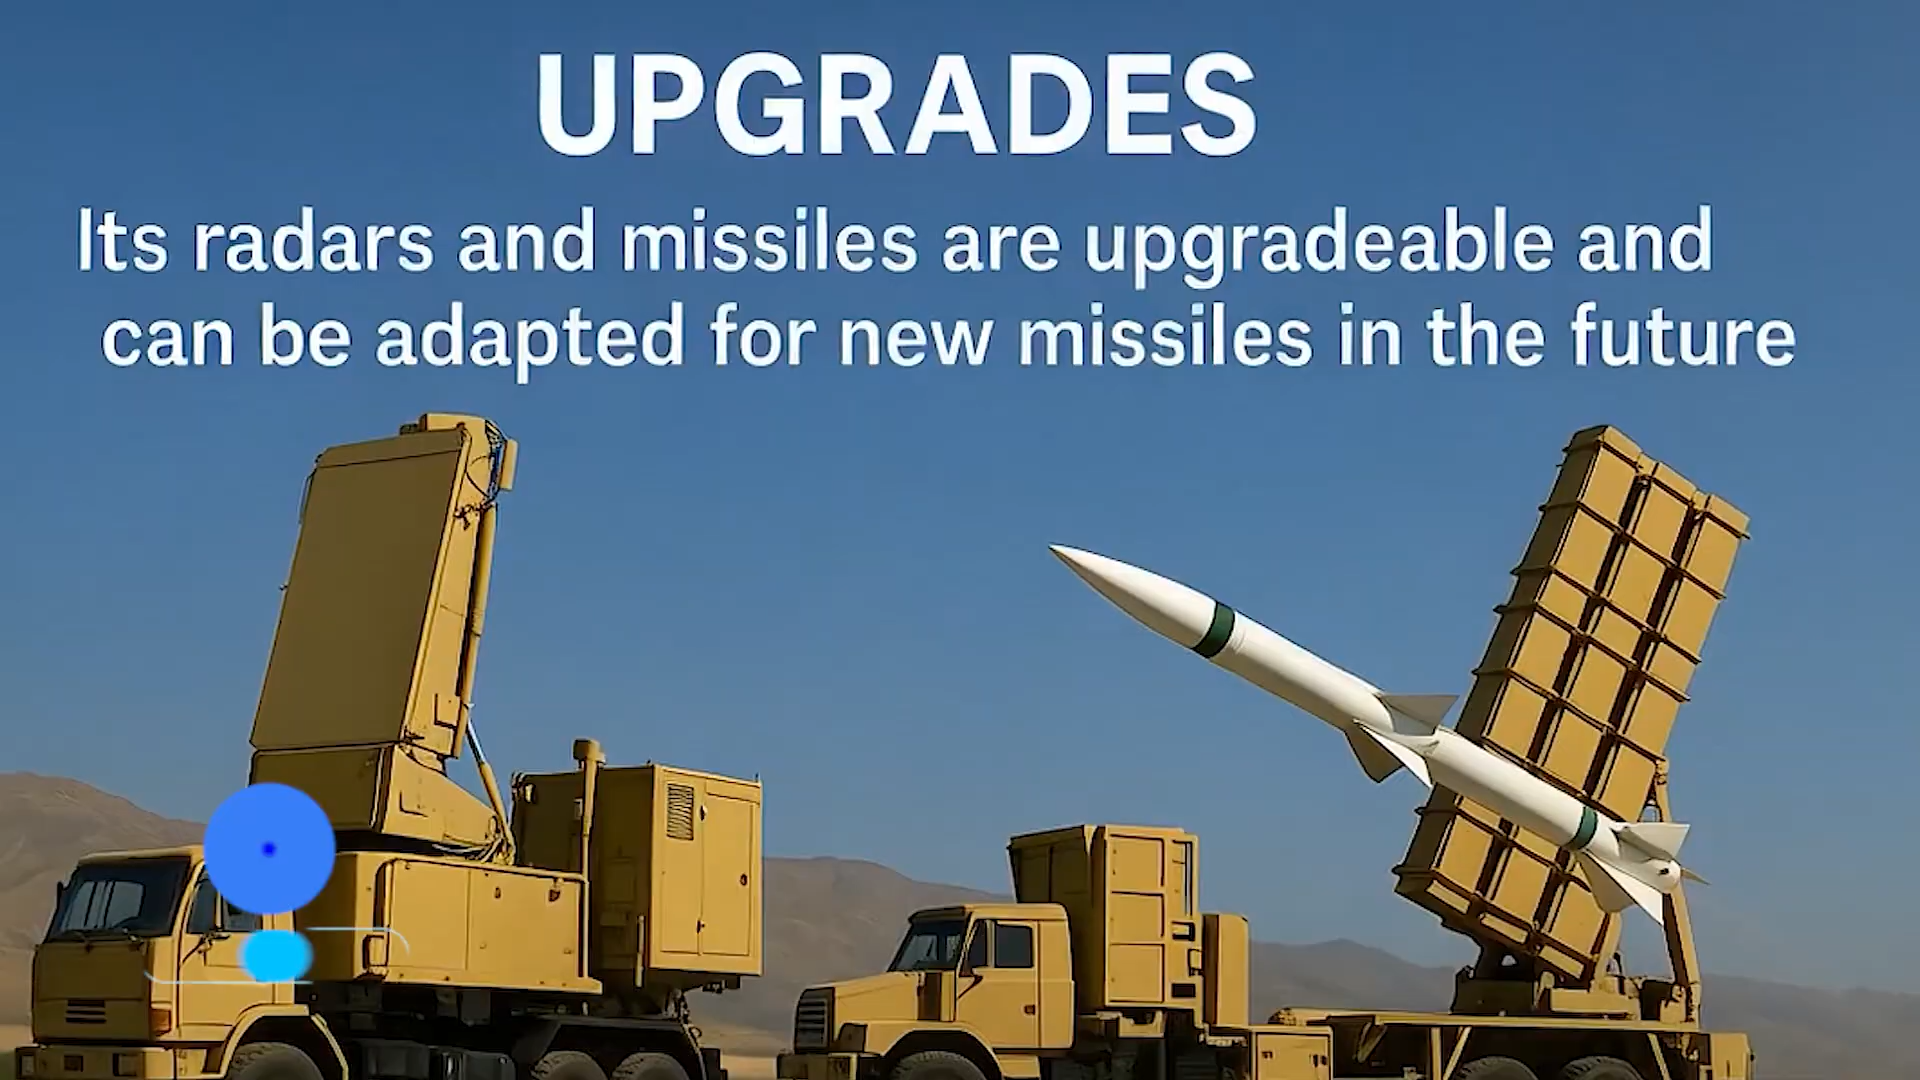 UPGRADES
Its radars and missiles are upgradeable and
can be adapted for new missiles in the future